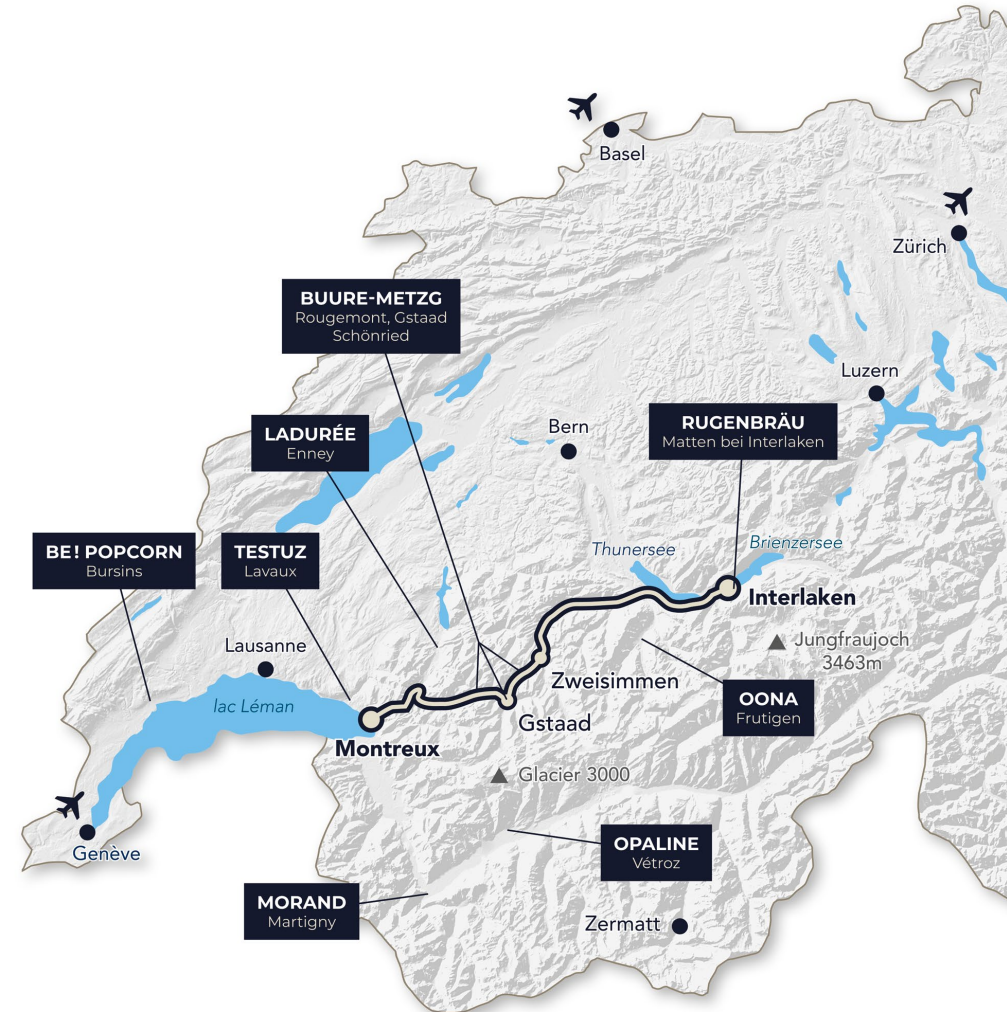 Basel
Zürich
BUURE-METZG
Rougemont, Gstaad
Schönried
Luzern
LADURÉE
Enney
Bern
RUGENBRÄU
Matten bei Interlaken
BE! POPCORN
Bursins
TESTUZ
Lavaux
Thunersee
Brienzersee
Interlaken
Lausanne
Jungfraujoch
3463m
Zweisimmen
lac Léman
OONA
Frutigen
Gstaad
Montreux
Glacier 3000
Genève
OPALINE
Vétroz
MORAND
Martigny
Zermatt